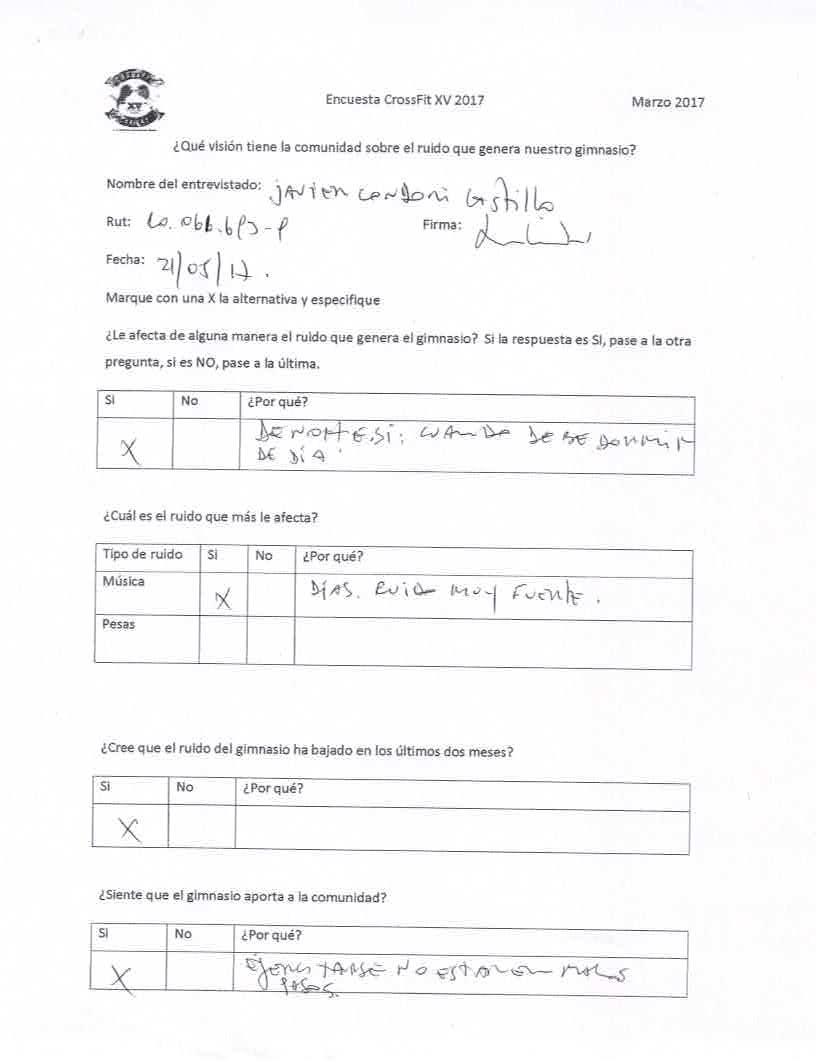 XV
Encuesta CrossFit XV 2017
Marzo 2017
¿Qué visión tiene la comunidad sobre el ruido que genera nuestro gimnasio?
Nombre del entrevistado: Javier Condori Castillo
Rut:
Firma:
Fecha: 21/05/17.
Marque con una X la alternativa y especifique
¿Le afecta de alguna manera el ruido que genera el gimnasio? Si la respuesta es SI, pase a la otra
pregunta, si es NO, pase a la última.
Si No ¿Por qué?
X DE NOCHE SI: CUANDO DEBE DORMIR
DE DÍA
¿Cuál es el ruido que más le afecta?
Tipo de ruido Si No ¿Por qué?
Música X DÍAS. RUIDO MUY FUERTE.
Pesas
¿Cree que el ruido del gimnasio ha bajado en los últimos dos meses?
Si No ¿Por qué?
X
¿Siente que el gimnasio aporta a la comunidad?
Si No ¿Por qué?
X EJERCITARSE NO ESTAR EN MALOS
PASOS.